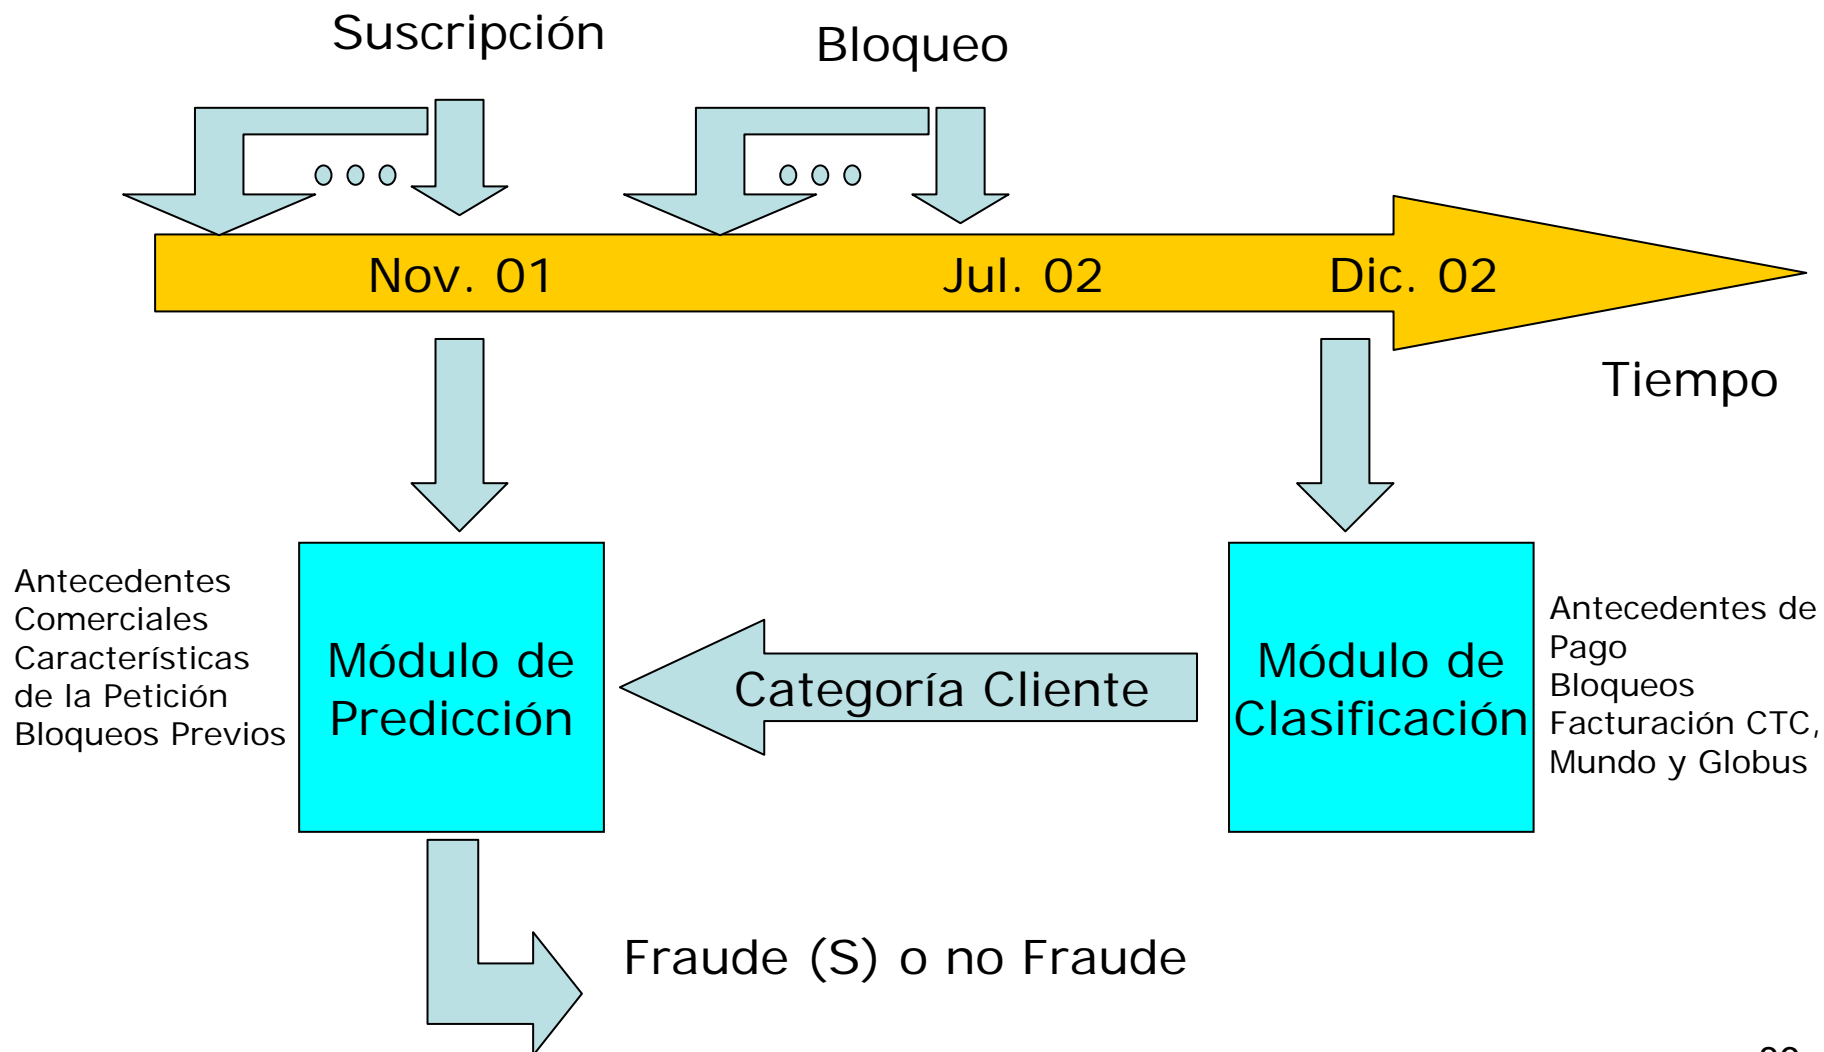 Suscripción
Bloqueo
Nov. 01
Jul. 02
Dic. 02
Tiempo
Antecedentes
Comerciales
Características
de la Petición
Bloqueos Previos
Módulo de
Predicción
Categoría Cliente
Módulo de
Clasificación
Antecedentes de
Pago
Bloqueos
Facturación CTC,
Mundo y Globus
Fraude (S) o no Fraude